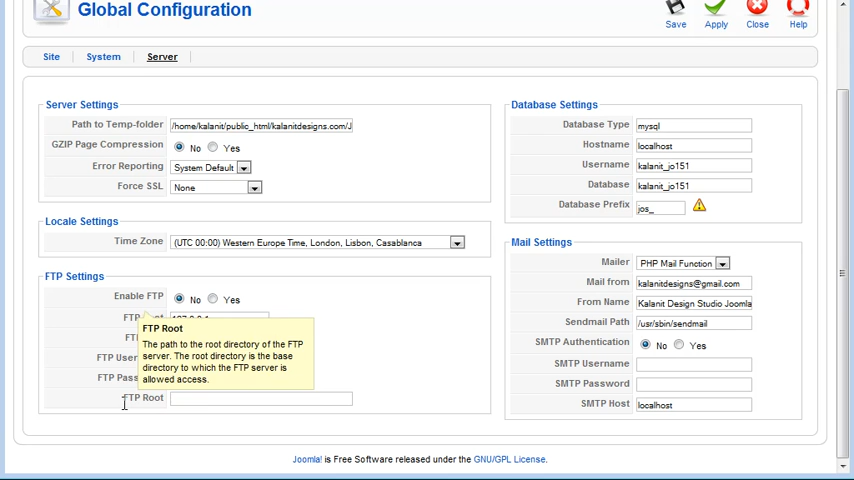 Global Configuration
Save
Apply
Close
Help
Site
System
Server
Server Settings
Path to Temp-folder /home/kalanit/public_html/kalanitdesigns.com/J
GZIP Page Compression No Yes
Error Reporting System Default
Force SSL None
Locale Settings
Time Zone (UTC 00:00) Western Europe Time, London, Lisbon, Casablanca
FTP Settings
Enable FTP No Yes
FTP
FTP Root
The path to the root directory of the FTP
server. The root directory is the base
directory to which the FTP server is
allowed access.
FT
FTP User
FTP Pass
FTP Root
Database Settings
Database Type mysql
Hostname localhost
Username kalanit_jo151
Database kalanit_jo151
Database Prefix jos_
Mail Settings
Mailer PHP Mail Function
Mail from kalanitdesigns@gmail.com
From Name Kalanit Design Studio Joomla
Sendmail Path /usr/sbin/sendmail
SMTP Authentication No Yes
SMTP Username
SMTP Password
SMTP Host localhost
Joomla! is Free Software released under the GNU/GPL License.